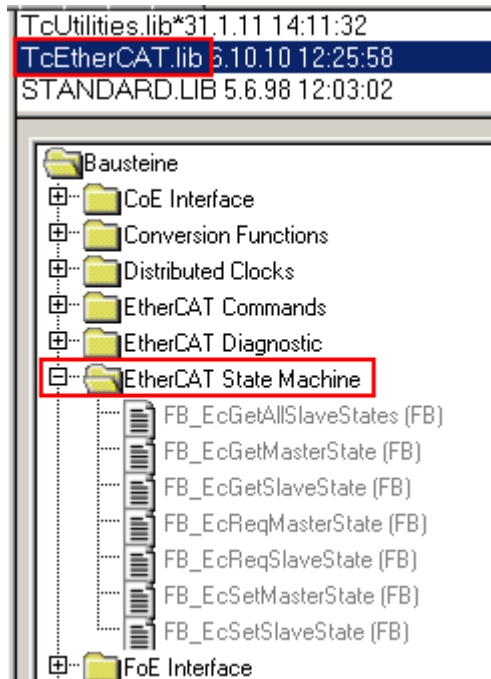 TcUtilities.lib*31.1.11 14:11:32
TcEtherCAT.lib 6.10.10 12:25:58
STANDARD.LIB 5.6.98 12:03:02
Bausteine
CoE Interface
Conversion Functions
Distributed Clocks
EtherCAT Commands
EtherCAT Diagnostic
EtherCAT State Machine
FB_EcGetAllSlaveStates (FB)
FB_EcGetMasterState (FB)
FB_EcGetSlaveState (FB)
FB_EcReqMasterState (FB)
FB_EcReqSlaveState (FB)
FB_EcSetMasterState (FB)
FB_EcSetSlaveState (FB)
FoE Interface